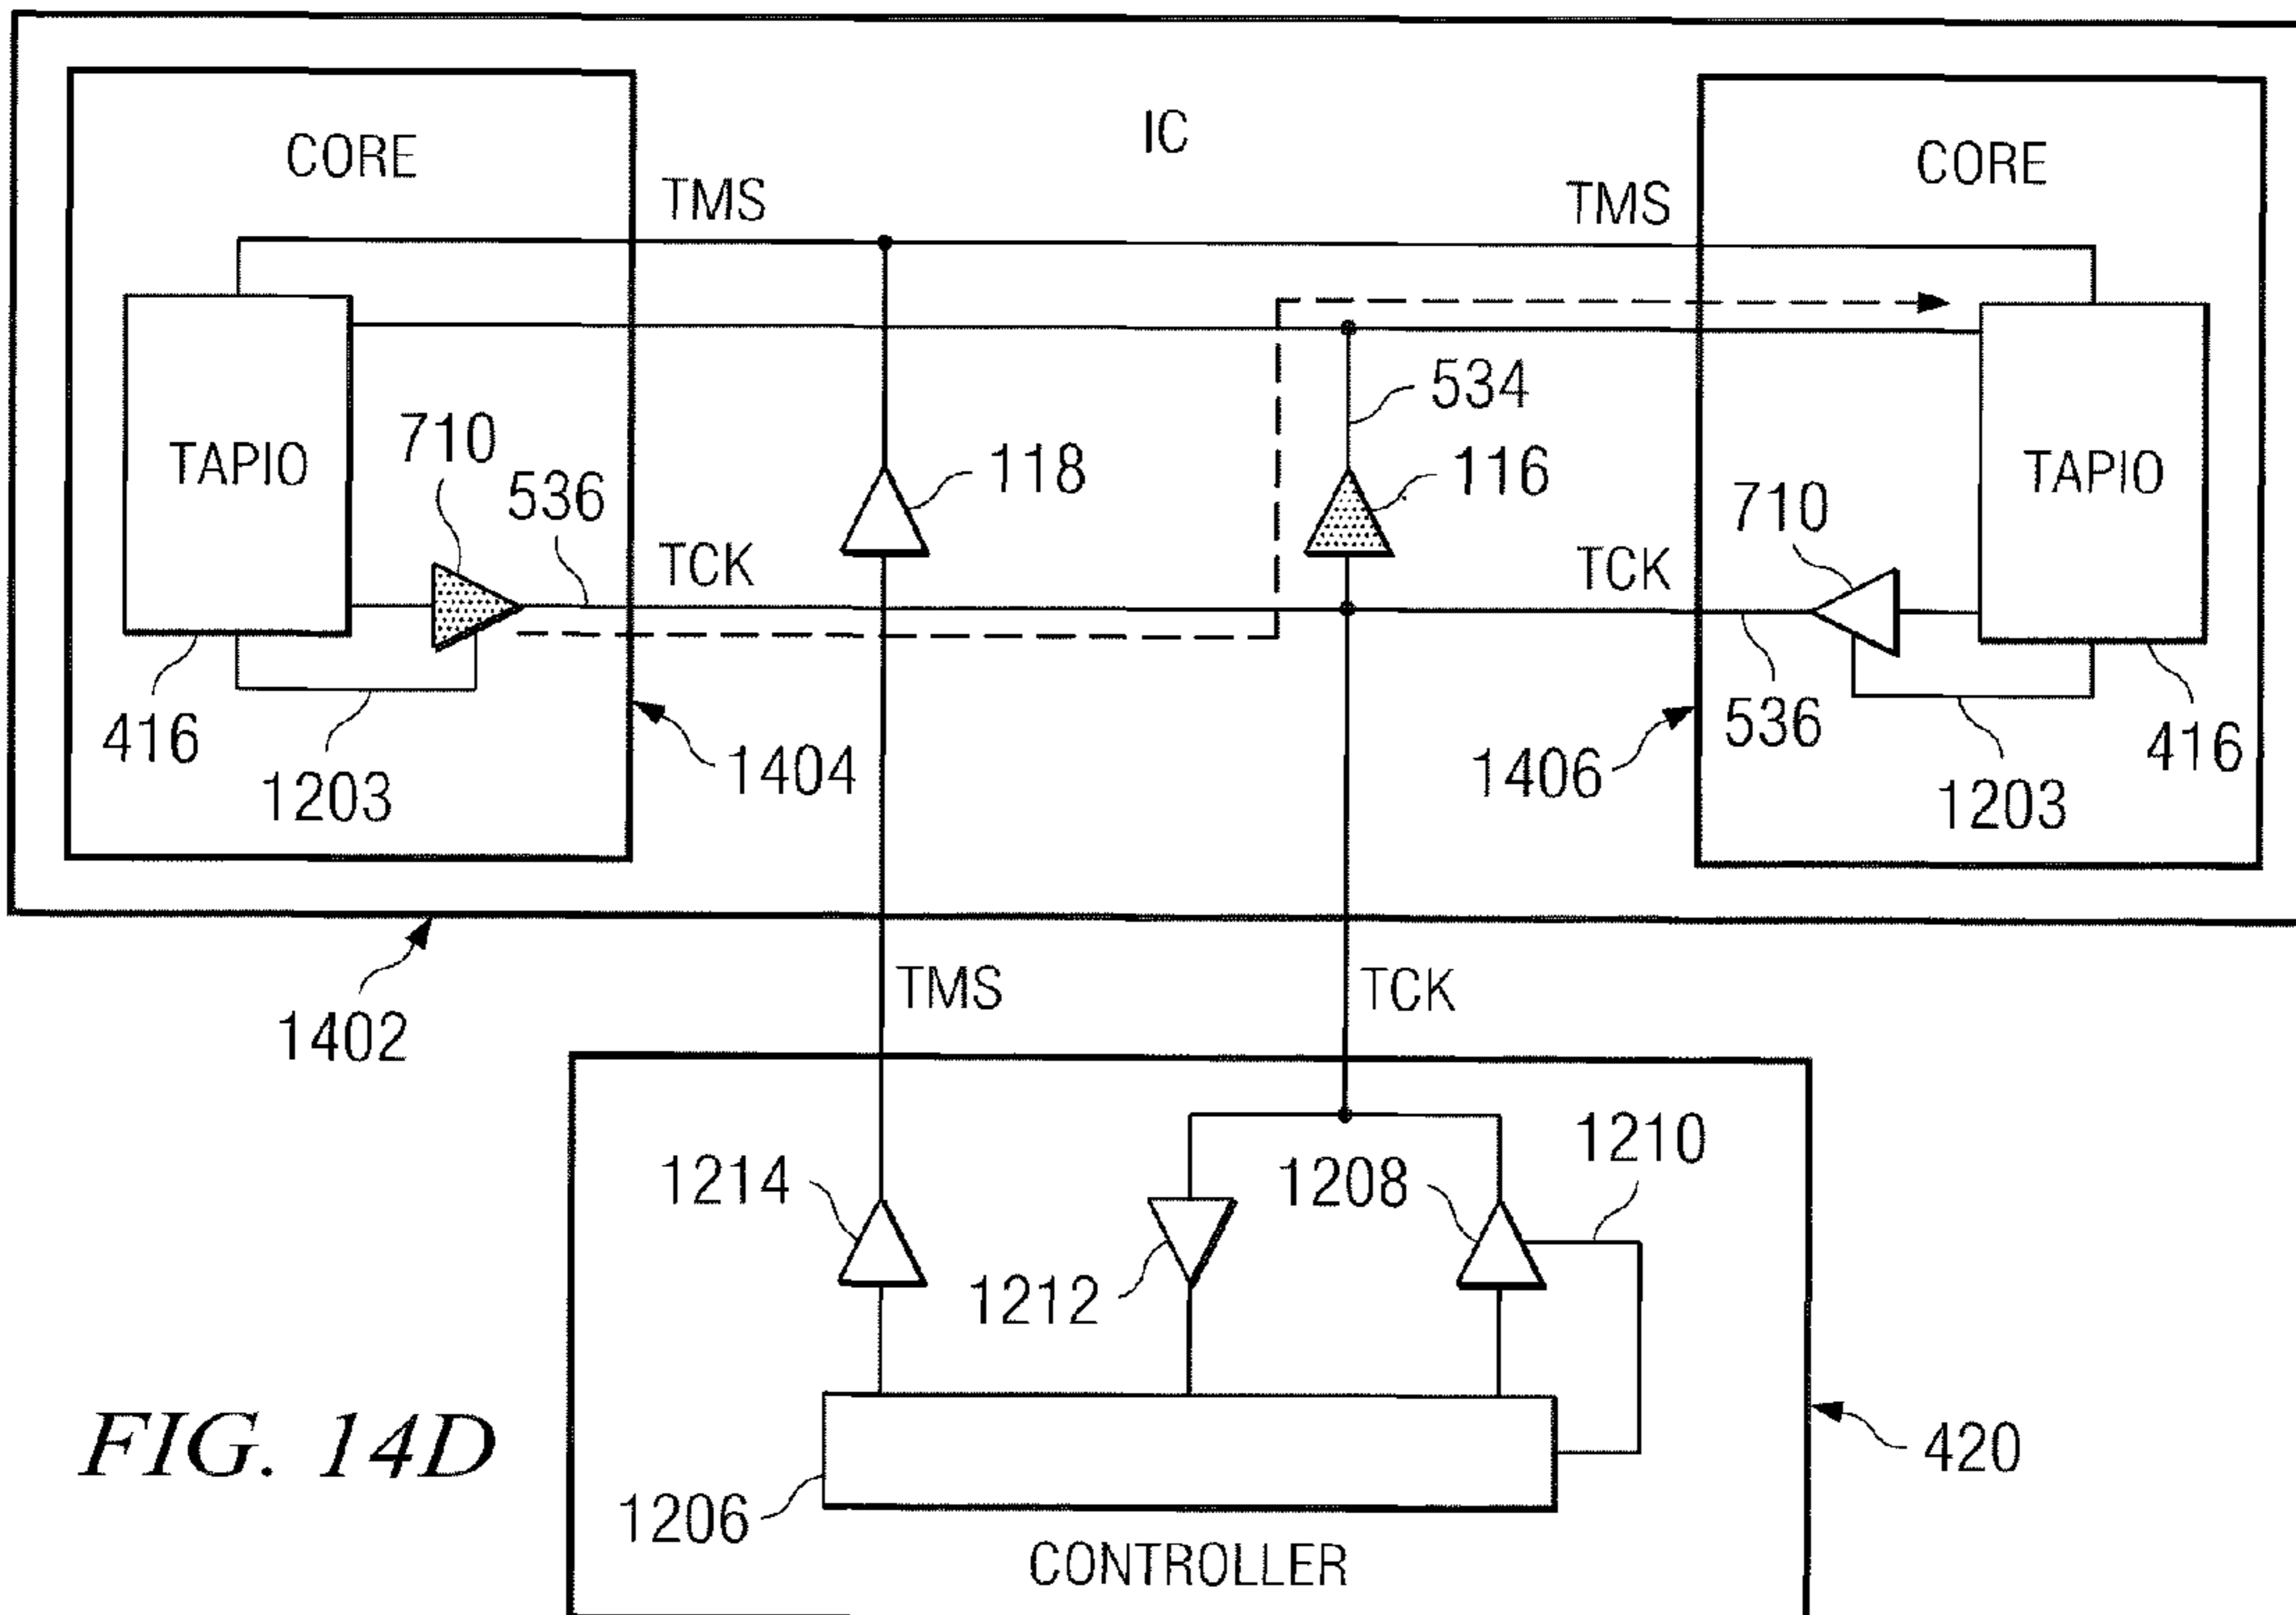 IC
CORE
CORE
TMS
TMS
534
710
TAPIO
118
116
TAPIO
536
710
TCK
TCK
416
1404
1406
536
416
1203
1203
TMS
TCK
1402
1210
1214
1208
1212
FIG. 14D
420
1206
CONTROLLER